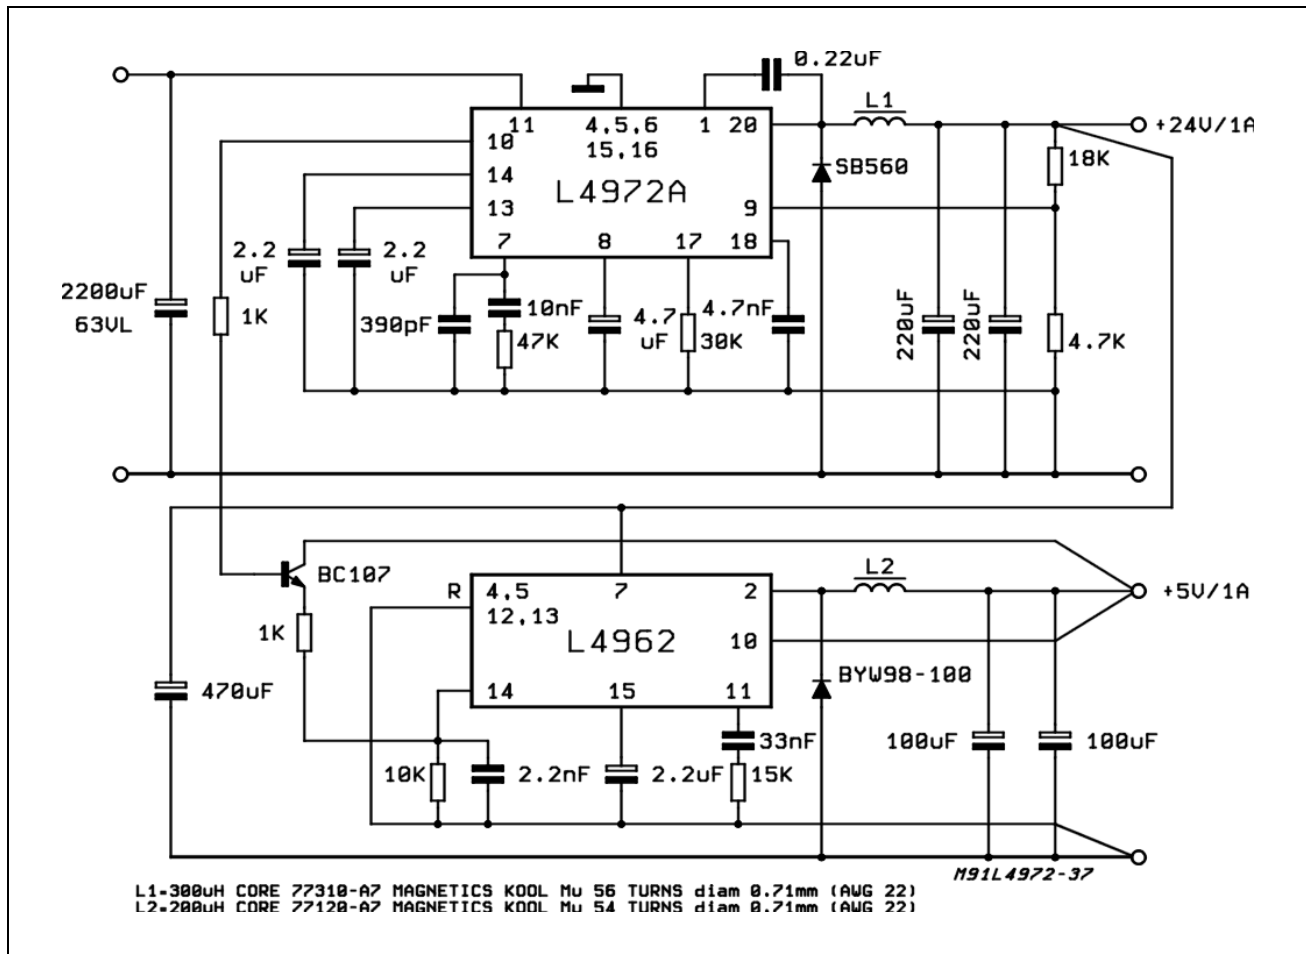 0.22uF
L1
11
4,5,6
1
20
+24V/1A
10
15,16
18K
14
L4972A
SB560
13
9
7
8
17
18
2.2
uF
2.2
uF
2200uF
63VL
1K
390pF
10nF
47K
4.7
uF
4.7nF
30K
220uF
220uF
4.7K
BC107
L2
R
4,5
7
2
+5V/1A
12,13
1K
L4962
10
BYW98-100
470uF
14
15
11
33nF
100uF
100uF
10K
2.2nF
2.2uF
15K
M91L4972-37
L1=300uH CORE 77310-A7 MAGNETICS KOOL Mu 56 TURNS diam 0.71mm (AWG 22)
L2=200uH CORE 77120-A7 MAGNETICS KOOL Mu 54 TURNS diam 0.71mm (AWG 22)